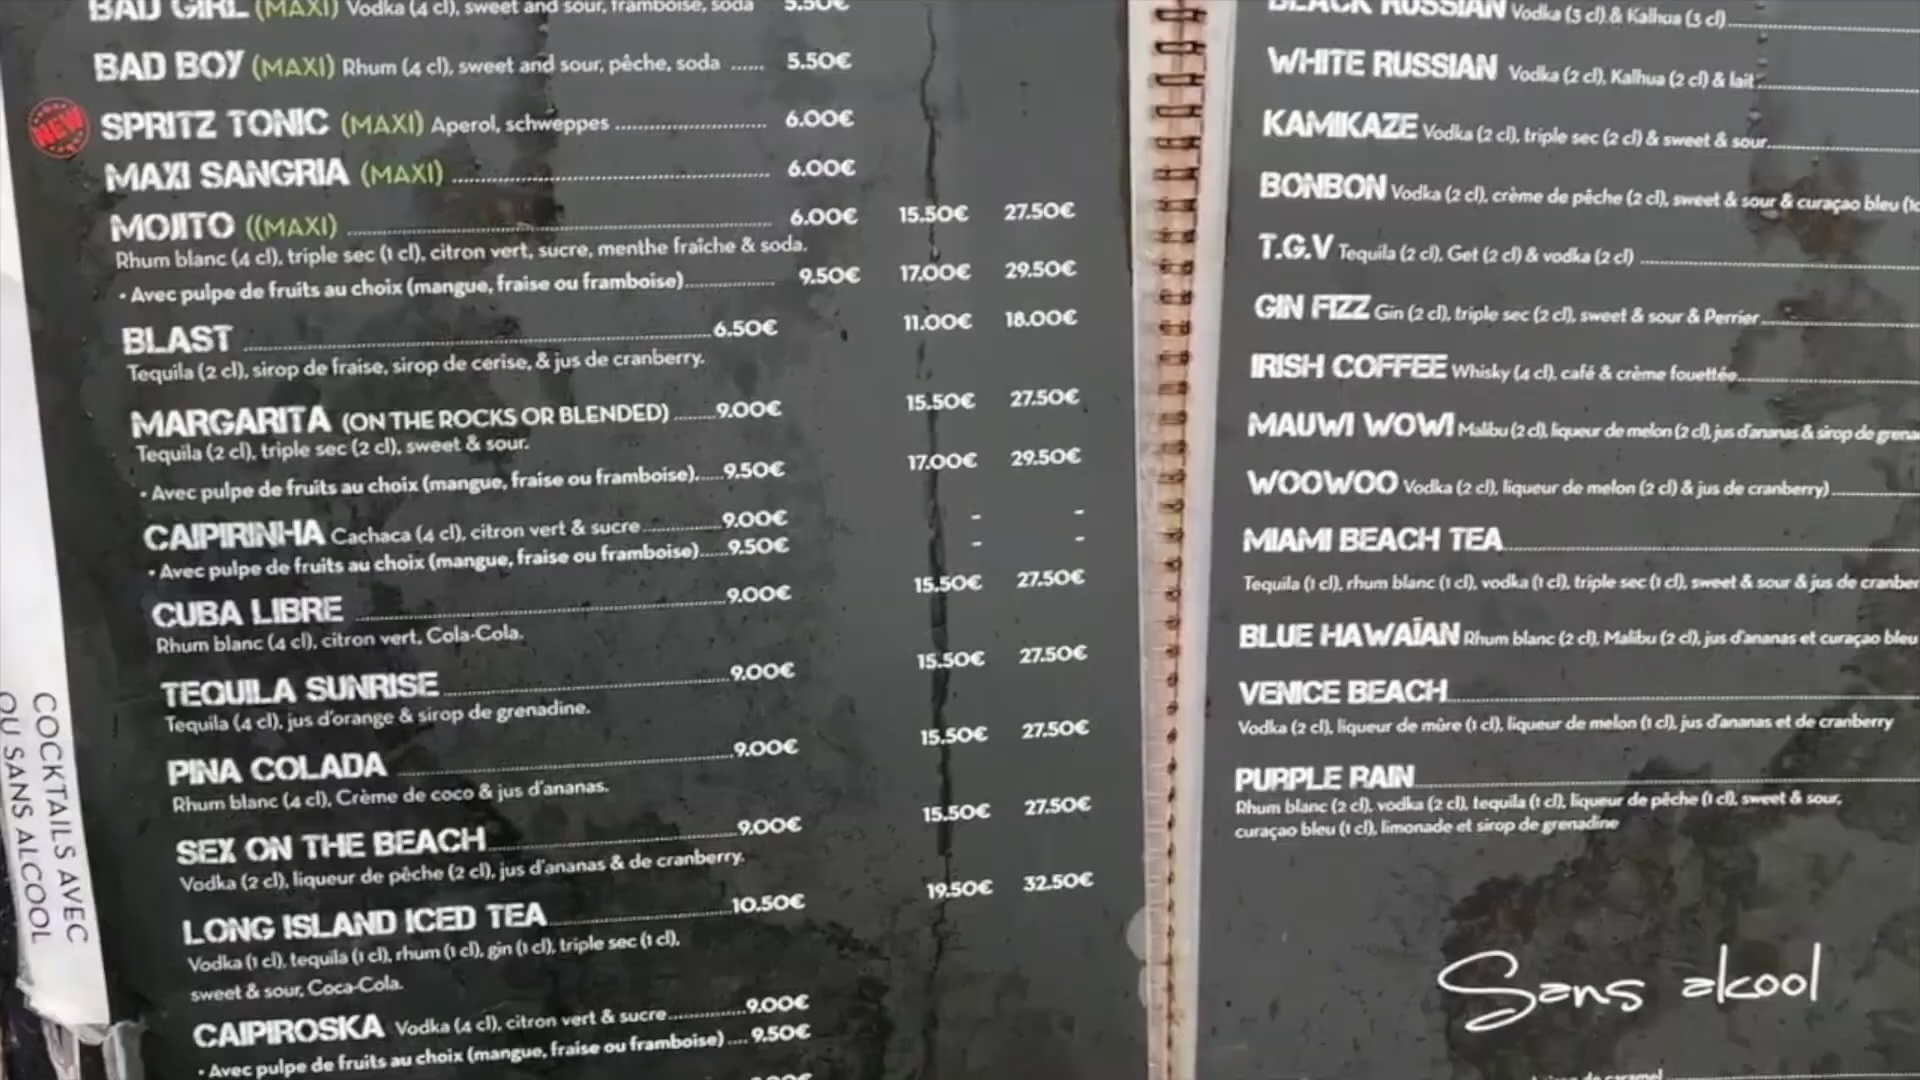 BAD GIRL (MAXI) Vodka (4 cl), sweet and sour, framboise, soda 5.50€
BAD BOY (MAXI) Rhum (4 cl), sweet and sour, pêche, soda ...... 5.50€
NEW SPRITZ TONIC (MAXI) Aperol, schweppes ........ 6.00€
MAXI SANGRIA (MAXI) ........ 6.00€
MOJITO ((MAXI) ........ 6.00€ 15.50€ 27.50€
Rhum blanc (4 cl), triple sec (1 cl), citron vert, sucre, menthe fraîche & soda.
• Avec pulpe de fruits au choix (mangue, fraise ou framboise) ........ 9.50€ 17.00€ 29.50€
BLAST ........ 6.50€ 11.00€ 18.00€
Tequila (2 cl), sirop de fraise, sirop de cerise, & jus de cranberry.
MARGARITA (ON THE ROCKS OR BLENDED) ........ 9.00€ 15.50€ 27.50€
Tequila (2 cl), triple sec (2 cl), sweet & sour.
• Avec pulpe de fruits au choix (mangue, fraise ou framboise)...... 9.50€ 17.00€ 29.50€
CAIPIRINHA Cachaca (4 cl), citron vert & sucre ........ 9.00€ - -
• Avec pulpe de fruits au choix (mangue, fraise ou framboise)...... 9.50€ - -
CUBA LIBRE ........ 9.00€ 15.50€ 27.50€
Rhum blanc (4 cl), citron vert, Cola-Cola.
TEQUILA SUNRISE ........ 9.00€ 15.50€ 27.50€
Tequila (4 cl), jus d'orange & sirop de grenadine.
PINA COLADA ........ 9.00€ 15.50€ 27.50€
Rhum blanc (4 cl), Crème de coco & jus d'ananas.
SEX ON THE BEACH ........ 9.00€ 15.50€ 27.50€
Vodka (2 cl), liqueur de pêche (2 cl), jus d'ananas & de cranberry.
LONG ISLAND ICED TEA ........ 10.50€ 19.50€ 32.50€
Vodka (1 cl), tequila (1 cl), rhum (1 cl), gin (1 cl), triple sec (1 cl),
sweet & sour, Coca-Cola.
CAIPIROSKA Vodka (4 cl), citron vert & sucre ........ 9.00€
• Avec pulpe de fruits au choix (mangue, fraise ou framboise) .... 9.50€
COCKTAILS AVEC
OU SANS ALCOOL
BLACK RUSSIAN Vodka (3 cl) & Kalhua (3 cl)
WHITE RUSSIAN Vodka (2 cl), Kalhua (2 cl) & lait
KAMIKAZE Vodka (2 cl), triple sec (2 cl) & sweet & sour
BONBON Vodka (2 cl), crème de pêche (2 cl), sweet & sour & curaçao bleu
T.G.V Tequila (2 cl), Get (2 cl) & vodka (2 cl)
GIN FIZZ Gin (2 cl), triple sec (2 cl), sweet & sour & Perrier
IRISH COFFEE Whisky (4 cl), café & crème fouettée
MAUWI WOWI Malibu (2 cl), liqueur de melon (2 cl), jus d'ananas & sirop de grena
WOOWOO Vodka (2 cl), liqueur de melon (2 cl) & jus de cranberry)
MIAMI BEACH TEA
Tequila (1 cl), rhum blanc (1 cl), vodka (1 cl), triple sec (1 cl), sweet & sour & jus de cranber
BLUE HAWAÏAN Rhum blanc (2 cl), Malibu (2 cl), jus d'ananas et curaçao bleu
VENICE BEACH
Vodka (2 cl), liqueur de mûre (1 cl), liqueur de melon (1 cl), jus d'ananas et de cranberry
PURPLE RAIN
Rhum blanc (2 cl), vodka (2 cl), tequila (1 cl), liqueur de pêche (1 cl), sweet & sour,
curaçao bleu (1 cl), limonade et sirop de grenadine
Sans alcool